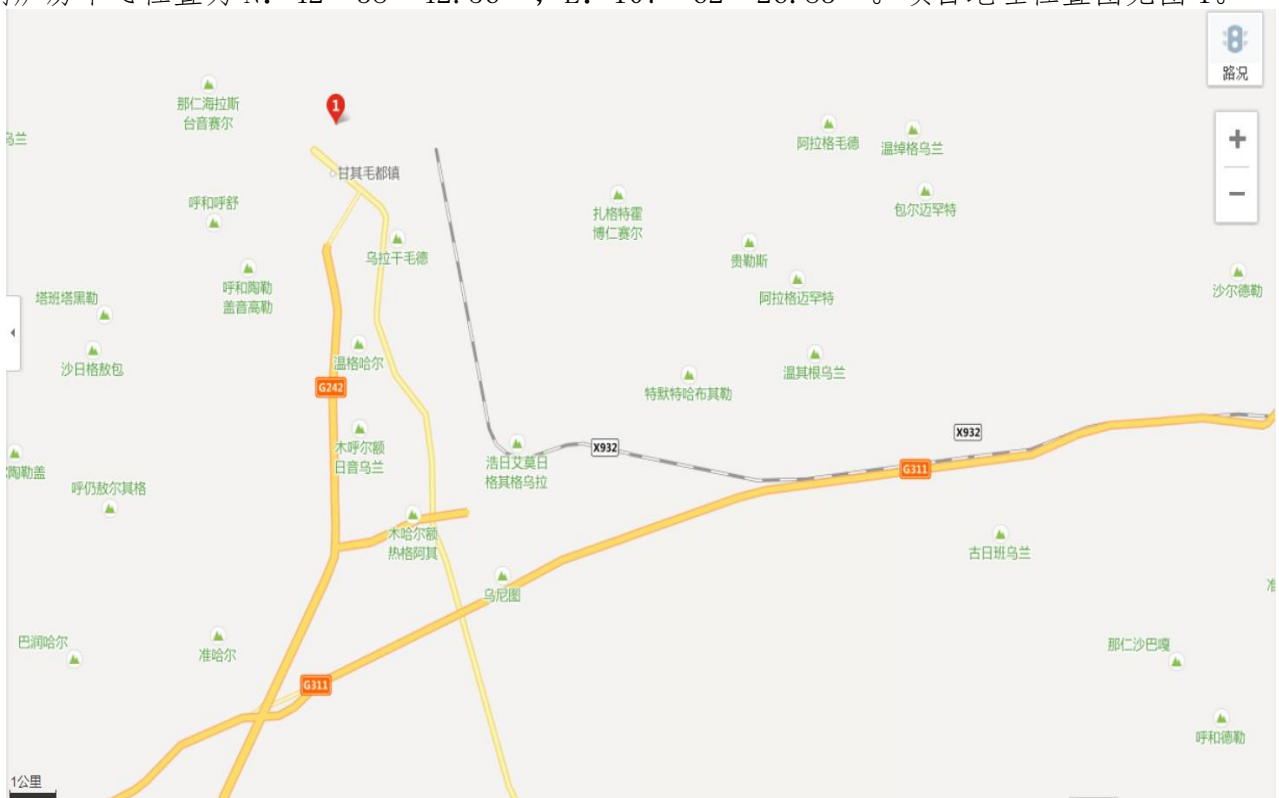 路况
那仁海拉斯
台音赛尔
1
阿拉格毛德
温绰格乌兰
乌兰
甘其毛都镇
呼和呼舒
扎格特霍
博仁赛尔
包尔迈罕特
乌拉干毛德
贵勒斯
呼和陶勒
盖音高勒
阿拉格迈罕特
塔班塔黑勒
沙尔德勒
沙日格敖包
温格哈尔
温其根乌兰
G242
特默特哈布其勒
木呼尔额
日音乌兰
X932
X932
浩日艾莫日
格其格乌拉
G311
陶勒盖
呼仍敖尔其格
木哈尔额
热格阿其
古日班乌兰
乌尼图
准
巴润哈尔
准哈尔
那仁沙巴嘎
G311
呼和德勒
1公里